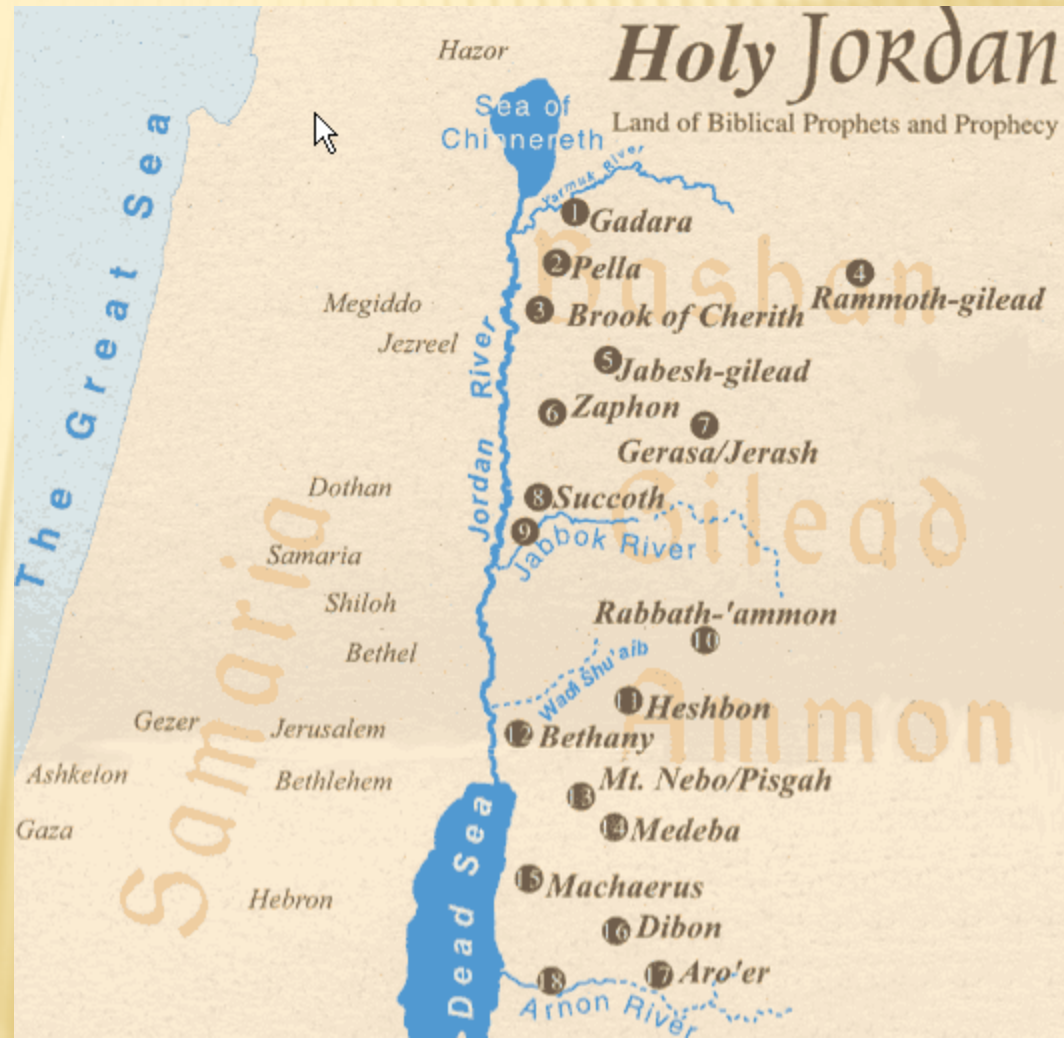 Holy Jordan
Land of Biblical Prophets and Prophecy
Hazor
Sea of
Chinnereth
The Great Sea
Yarmuk River
1 Gadara
Bashan
2 Pella
4
Rammoth-gilead
Megiddo
3 Brook of Cherith
Jezreel
Jordan River
5 Jabesh-gilead
6 Zaphon
7
Gerasa/Jerash
Gilead
Dothan
8 Succoth
9
Jabbok River
Samaria
Samaria
Shiloh
Rabbath-'ammon
10
Bethel
Wadi Shu'aib
Ammon
11 Heshbon
Gezer
Jerusalem
12 Bethany
Ashkelon
Bethlehem
Mt. Nebo/Pisgah
13
Gaza
14 Medeba
Dead Sea
15 Machaerus
Hebron
16 Dibon
17 Aro'er
18
Arnon River